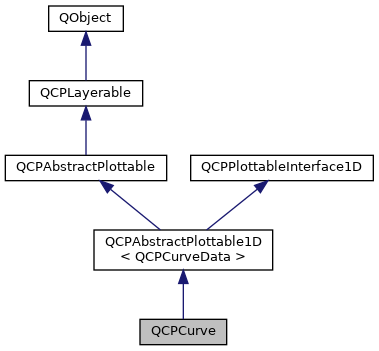 QObject
QCPLayerable
QCPAbstractPlottable
QCPPlottableInterface1D
QCPAbstractPlottable1D
< QCPCurveData >
QCPCurve